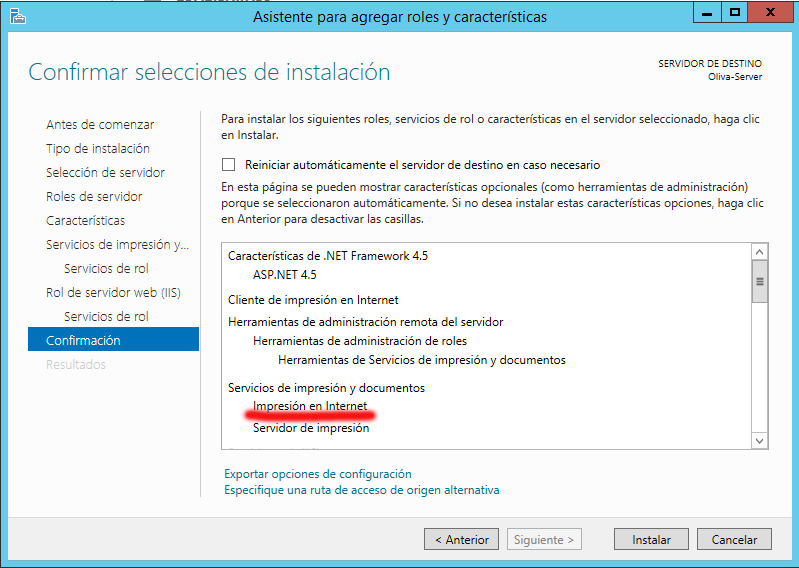 Asistente para agregar roles y características
Confirmar selecciones de instalación
SERVIDOR DE DESTINO
Oliva-Server
Antes de comenzar
Tipo de instalación
Selección de servidor
Roles de servidor
Características
Servicios de impresión y...
Servicios de rol
Rol de servidor web (IIS)
Servicios de rol
Confirmación
Resultados
Para instalar los siguientes roles, servicios de rol o características en el servidor seleccionado, haga clic
en Instalar.
Reiniciar automáticamente el servidor de destino en caso necesario
En esta página se pueden mostrar características opcionales (como herramientas de administración)
porque se seleccionaron automáticamente. Si no desea instalar estas características opciones, haga clic
en Anterior para desactivar las casillas.
Características de .NET Framework 4.5
ASP.NET 4.5
Cliente de impresión en Internet
Herramientas de administración remota del servidor
Herramientas de administración de roles
Herramientas de Servicios de impresión y documentos
Servicios de impresión y documentos
Impresión en Internet
Servidor de impresión
Exportar opciones de configuración
Especifique una ruta de acceso de origen alternativa
< Anterior
Siguiente >
Instalar
Cancelar